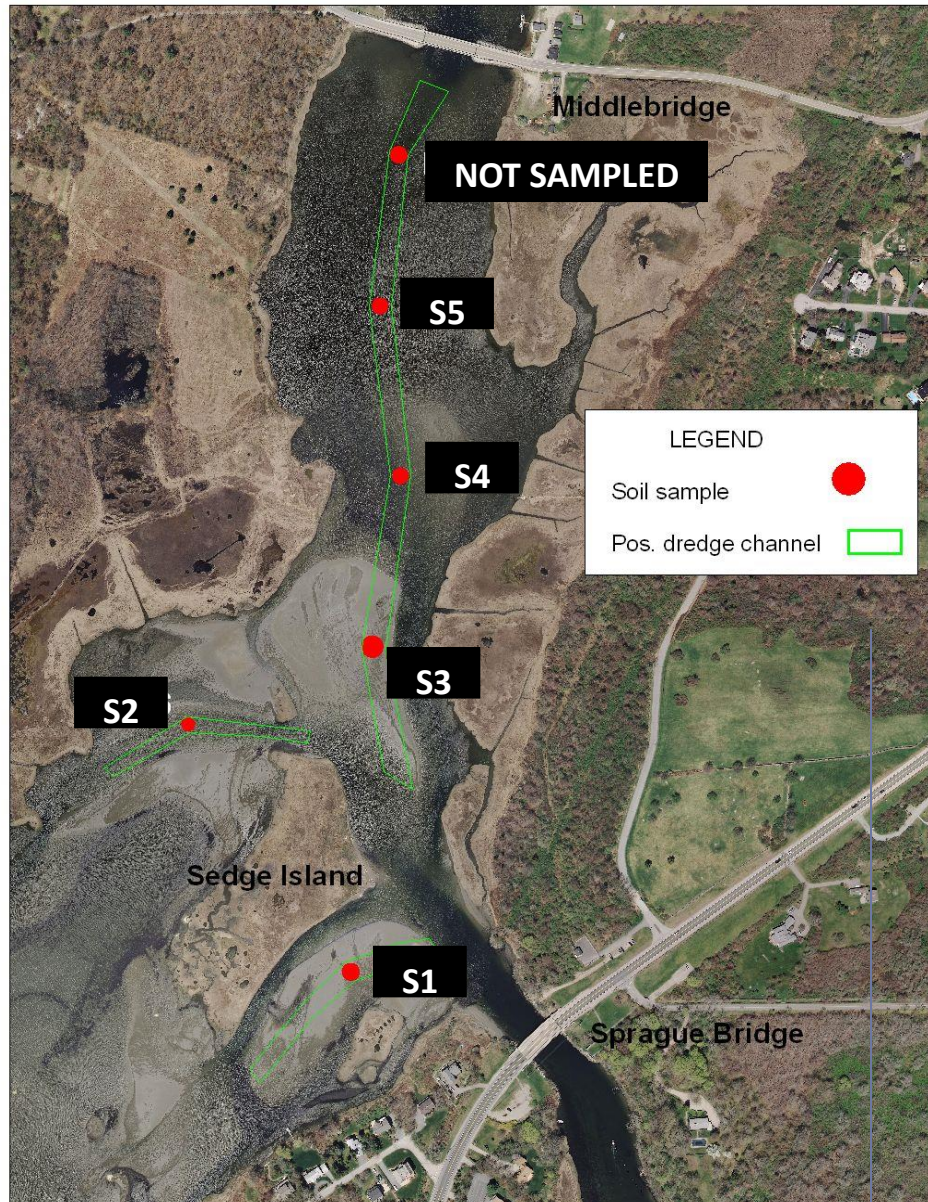 Middlebridge
NOT SAMPLED
S5
LEGEND
S4
Soil sample
Pos. dredge channel
S3
S2
Sedge Island
S1
Sprague Bridge